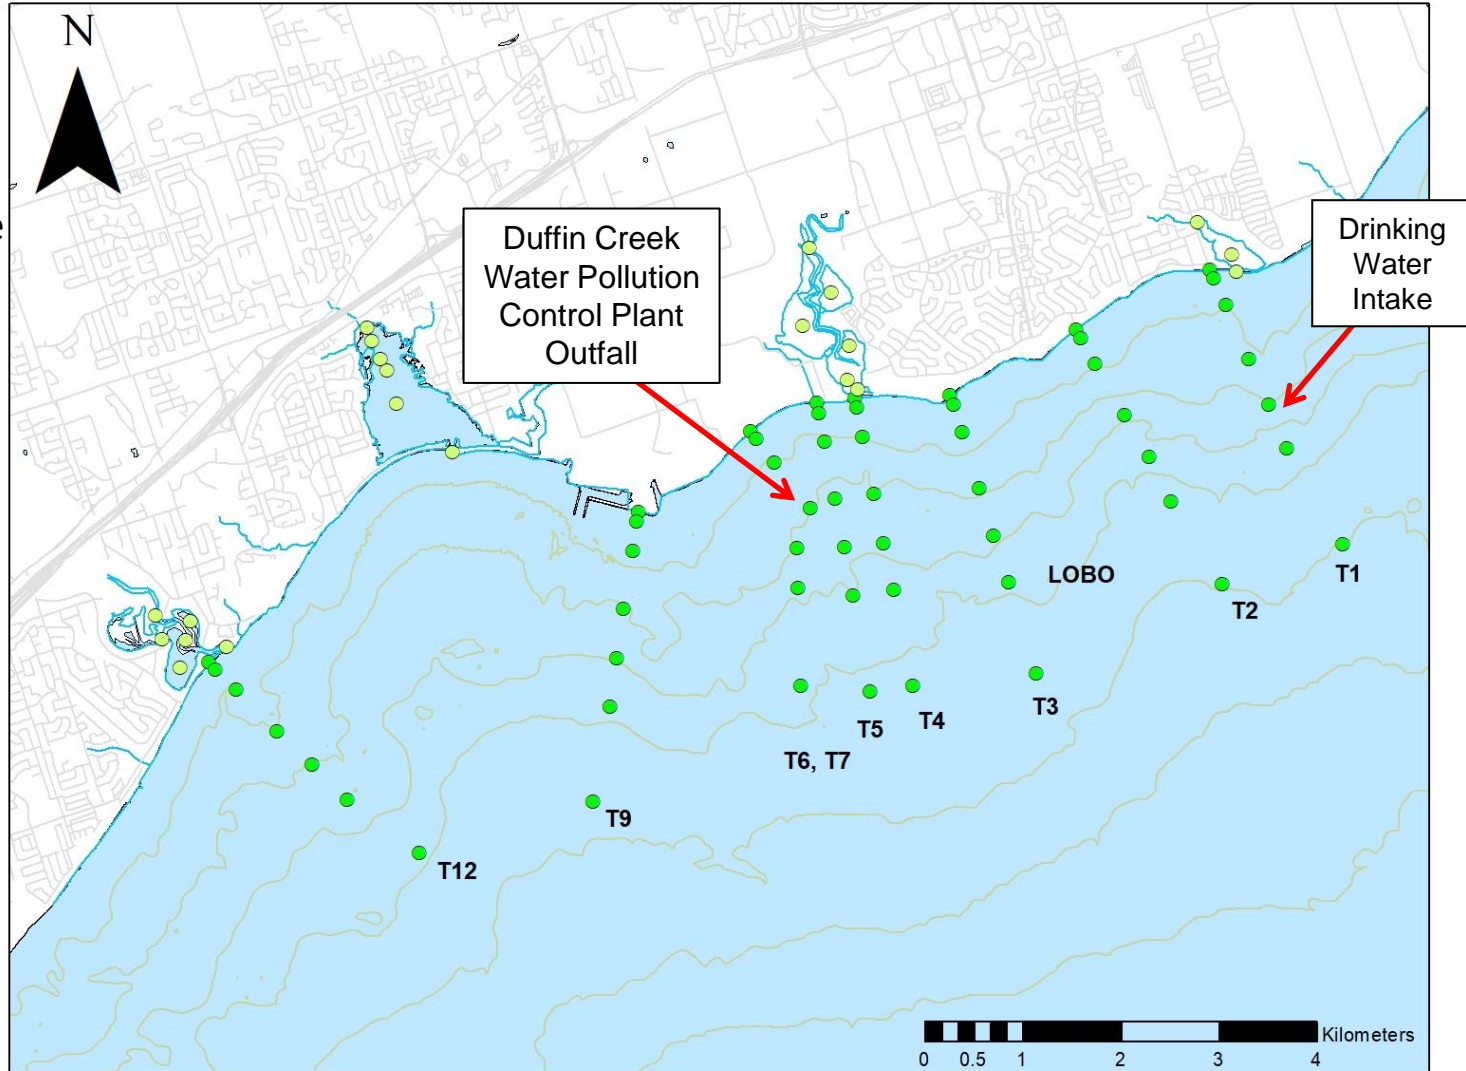 N
e
Duffin Creek
Water Pollution
Control Plant
Outfall
Drinking
Water
Intake
LOBO
T1
T2
T3
T4
T5
T6, T7
T9
T12
Kilometers
0 0.5 1 2 3 4